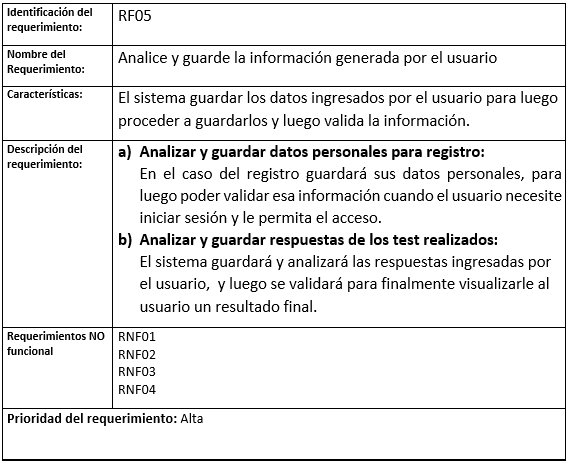 Identificación del
requerimiento:
RF05
Nombre del
Requerimiento:
Analice y guarde la información generada por el usuario
Características:
El sistema guardar los datos ingresados por el usuario para luego
proceder a guardarlos y luego valida la información.
Descripción del
requerimiento:
a) Analizar y guardar datos personales para registro:
En el caso del registro guardará sus datos personales, para
luego poder validar esa información cuando el usuario necesite
iniciar sesión y le permita el acceso.
b) Analizar y guardar respuestas de los test realizados:
El sistema guardará y analizará las respuestas ingresadas por
el usuario, y luego se validará para finalmente visualizarle al
usuario un resultado final.
Requerimientos NO
funcional
RNF01
RNF02
RNF03
RNF04
Prioridad del requerimiento: Alta